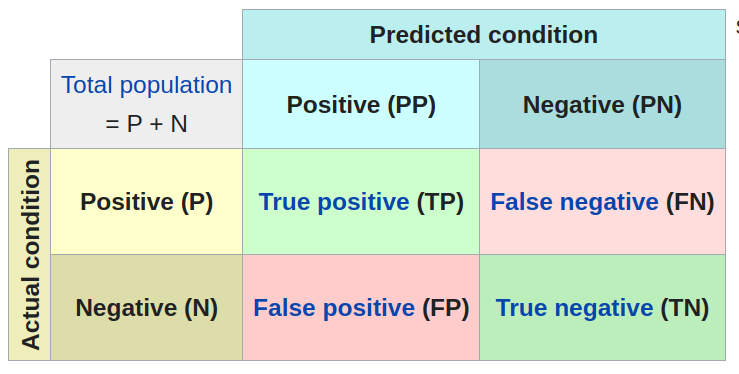 Predicted condition
Total population
= P + N
Positive (PP)
Negative (PN)
Actual condition
Positive (P)
True positive (TP)
False negative (FN)
Negative (N)
False positive (FP)
True negative (TN)